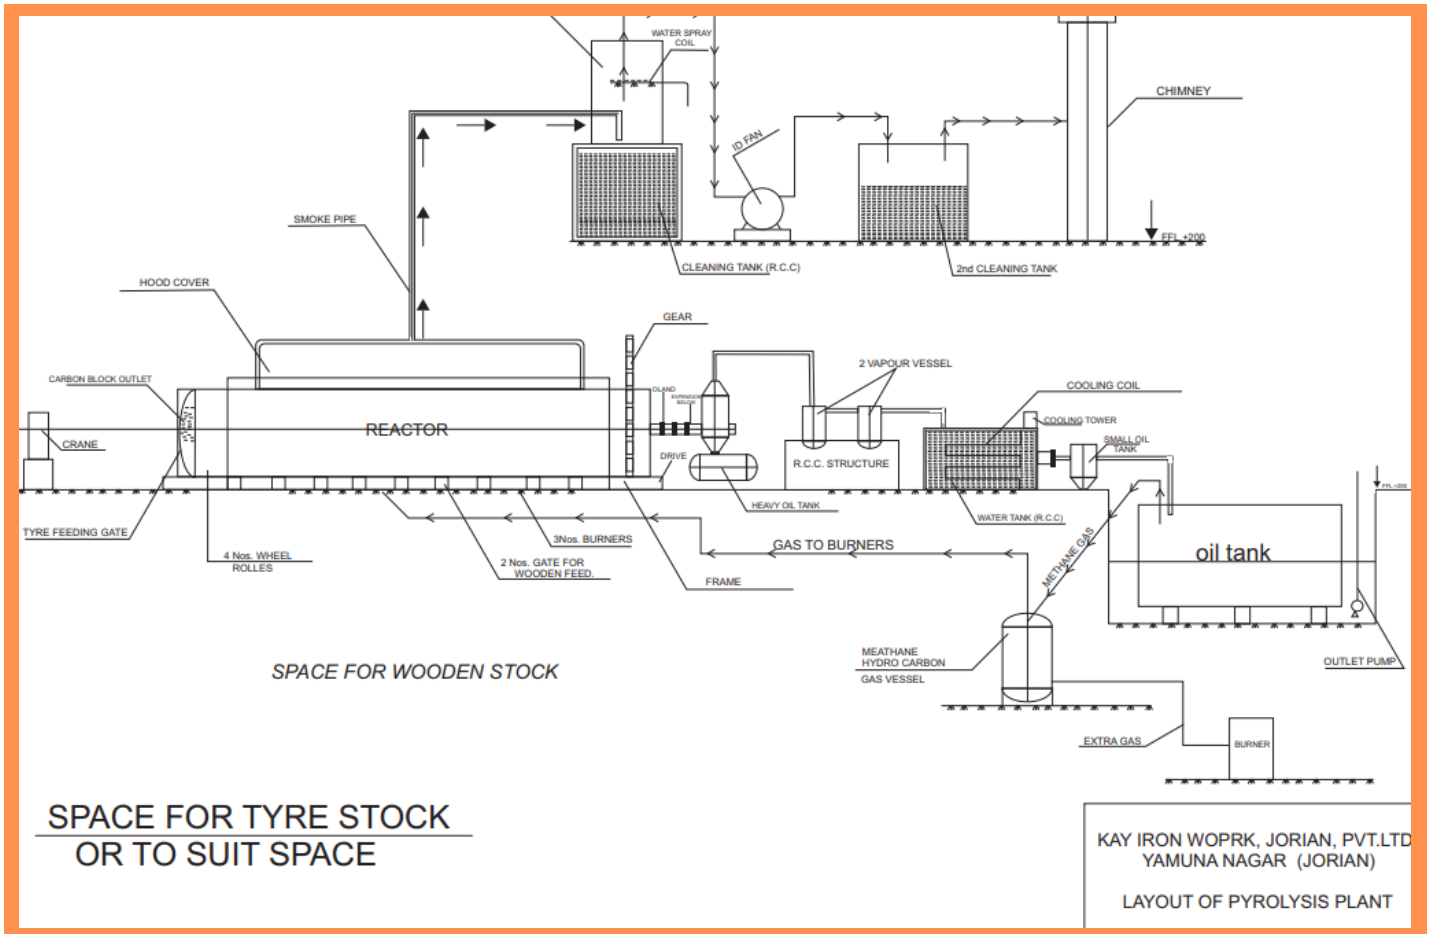 WATER SPRAY
COIL
CHIMNEY
ID FAN
SMOKE PIPE
FFL +200
CLEANING TANK (R.C.C)
2nd CLEANING TANK
HOOD COVER
GEAR
2 VAPOUR VESSEL
CARBON BLOCK OUTLET
COOLING COIL
GLAND
EXPENSION
BELOW
COOLING TOWER
REACTOR
CRANE
SMALL OIL
TANK
DRIVE
R.C.C. STRUCTURE
FFL +200
HEAVY OIL TANK
WATER TANK (R.C.C)
TYRE FEEDING GATE
3Nos. BURNERS
GAS TO BURNERS
METHANE GAS
oil tank
4 Nos. WHEEL
ROLLES
2 Nos. GATE FOR
WOODEN FEED.
FRAME
SPACE FOR WOODEN STOCK
MEATHANE
HYDRO CARBON
GAS VESSEL
OUTLET PUMP
EXTRA GAS
BURNER
SPACE FOR TYRE STOCK
OR TO SUIT SPACE
KAY IRON WOPRK, JORIAN, PVT.LTD
YAMUNA NAGAR (JORIAN)
LAYOUT OF PYROLYSIS PLANT